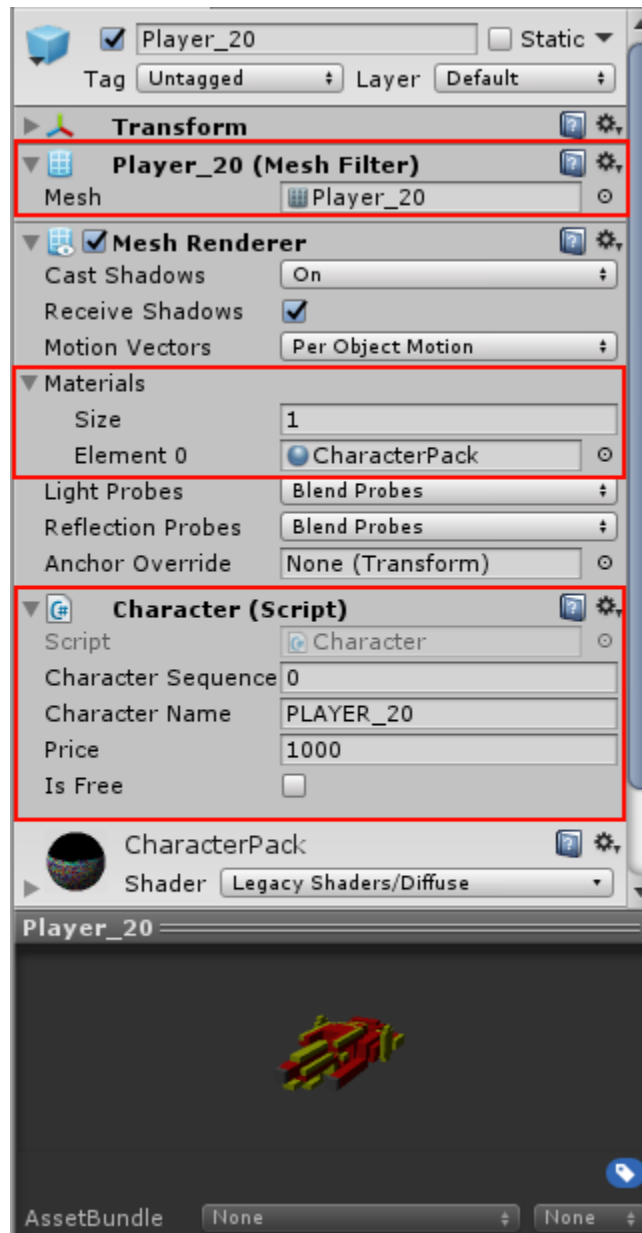 Player_20 Static
Tag Untagged Layer Default
Transform
Player_20 (Mesh Filter)
Mesh Player_20
Mesh Renderer
Cast Shadows On
Receive Shadows
Motion Vectors Per Object Motion
Materials
Size 1
Element 0 CharacterPack
Light Probes Blend Probes
Reflection Probes Blend Probes
Anchor Override None (Transform)
C# Character (Script)
Script Character
Character Sequence 0
Character Name PLAYER_20
Price 1000
Is Free
CharacterPack
Shader Legacy Shaders/Diffuse
Player_20
AssetBundle None None